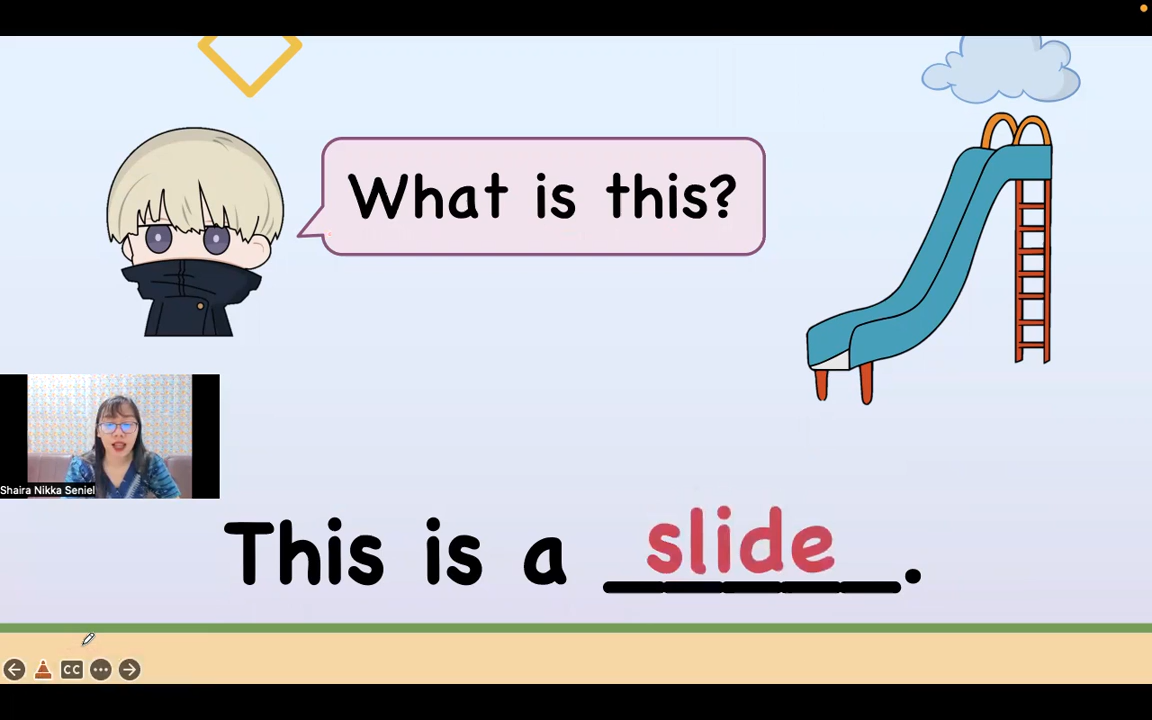 What is this?
Shaira Nikka Seniel
This is a slide.
CC